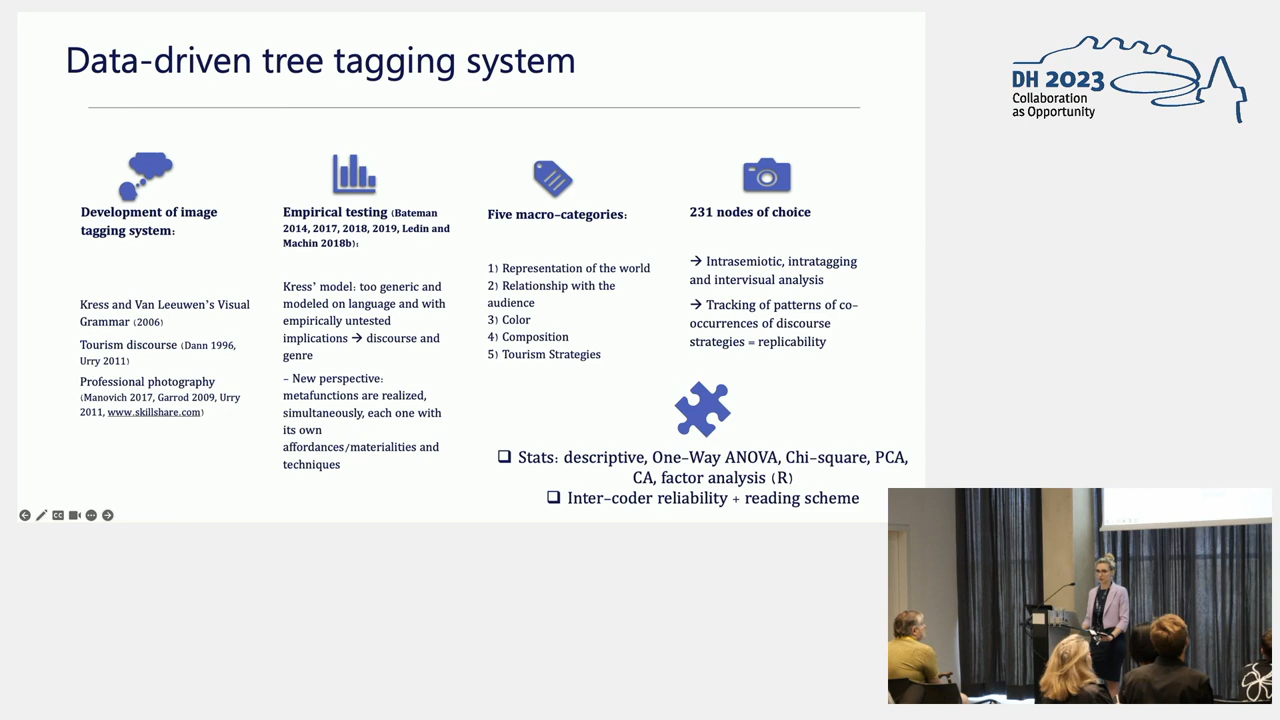 Data-driven tree tagging system
Development of image
tagging system:
Kress and Van Leeuwen's Visual
Grammar (2006)
Tourism discourse (Dann 1996,
Urry 2011)
Professional photography
(Manovich 2017, Garrod 2009, Urry
2011, www.skillshare.com)
Empirical testing (Bateman
2014, 2017, 2018, 2019, Ledin and
Machin 2018b):
Kress' model: too generic and
modeled on language and with
empirically untested
implications → discourse and
genre
– New perspective:
metafunctions are realized,
simultaneously, each one with
its own
affordances/materialities and
techniques
Five macro-categories:
1) Representation of the world
2) Relationship with the
audience
3) Color
4) Composition
5) Tourism Strategies
231 nodes of choice
→ Intrasemiotic, intratagging
and intervisual analysis
→ Tracking of patterns of co-
occurrences of discourse
strategies = replicability
❑ Stats: descriptive, One-Way ANOVA, Chi-square, PCA,
CA, factor analysis (R)
❑ Inter-coder reliability + reading scheme
CC
DH 2023
Collaboration
as Opportunity